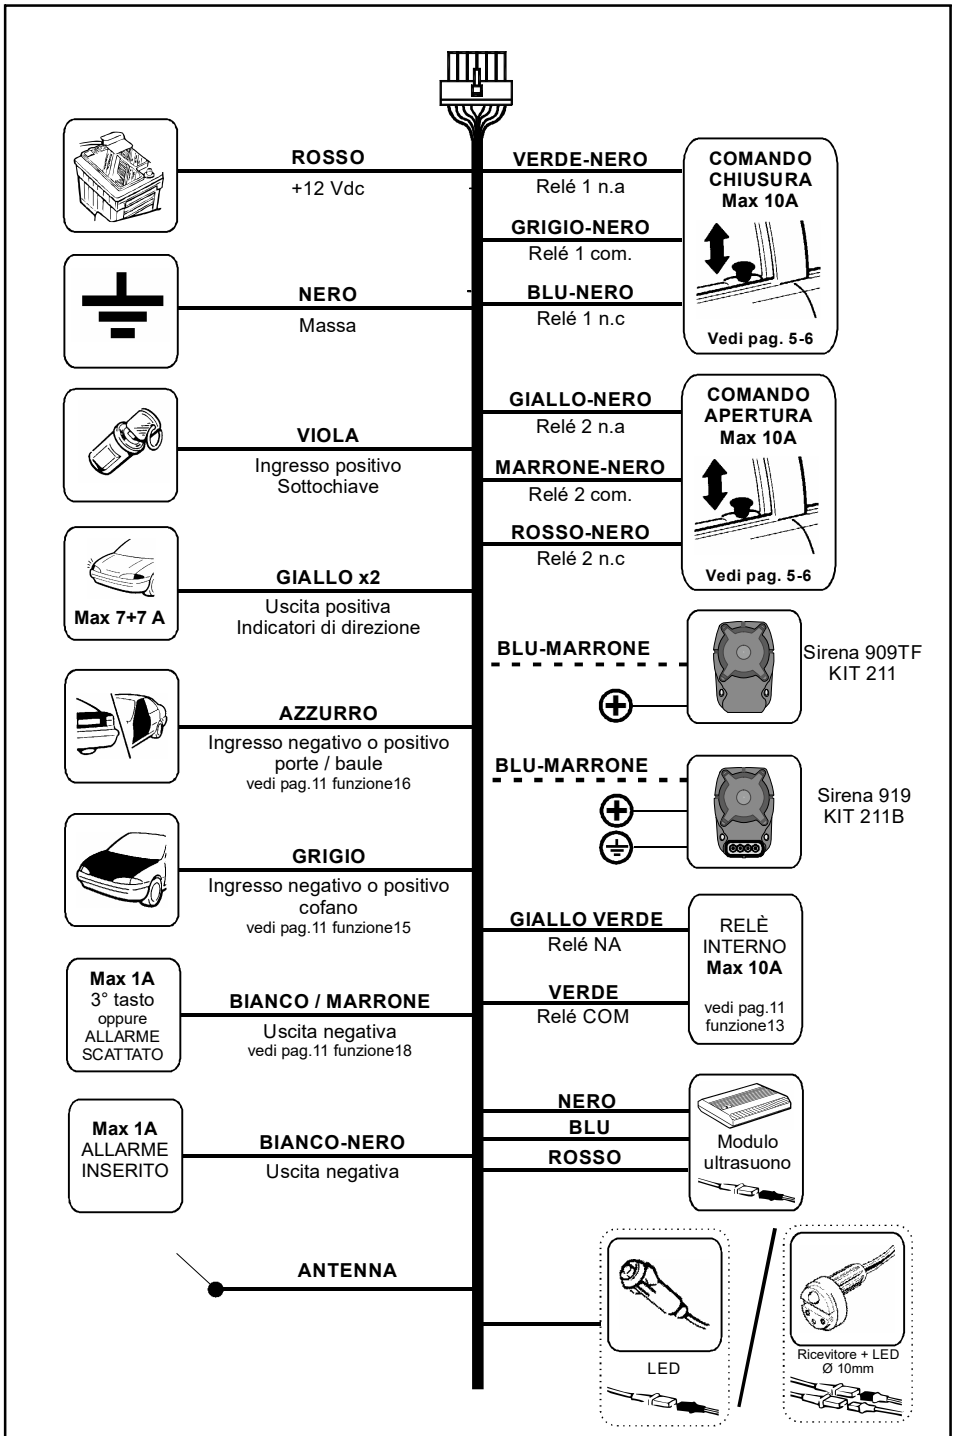 ROSSO
+12 Vdc
NERO
Massa
VIOLA
Ingresso positivo
Sottochiave
Max 7+7 A
GIALLO x2
Uscita positiva
Indicatori di direzione
AZZURRO
Ingresso negativo o positivo
porte / baule
vedi pag.11 funzione16
GRIGIO
Ingresso negativo o positivo
cofano
vedi pag.11 funzione15
Max 1A
3° tasto
oppure
ALLARME
SCATTATO
BIANCO / MARRONE
Uscita negativa
vedi pag.11 funzione18
Max 1A
ALLARME
INSERITO
BIANCO-NERO
Uscita negativa
ANTENNA
VERDE-NERO
Relé 1 n.a
GRIGIO-NERO
Relé 1 com.
BLU-NERO
Relé 1 n.c
COMANDO
CHIUSURA
Max 10A
Vedi pag. 5-6
GIALLO-NERO
Relé 2 n.a
MARRONE-NERO
Relé 2 com.
ROSSO-NERO
Relé 2 n.c
COMANDO
APERTURA
Max 10A
Vedi pag. 5-6
BLU-MARRONE
Sirena 909TF
KIT 211
BLU-MARRONE
Sirena 919
KIT 211B
GIALLO VERDE
Relé NA
VERDE
Relé COM
RELÈ
INTERNO
Max 10A
vedi pag.11
funzione13
NERO
BLU
ROSSO
Modulo
ultrasuono
LED
Ricevitore + LED
Ø 10mm